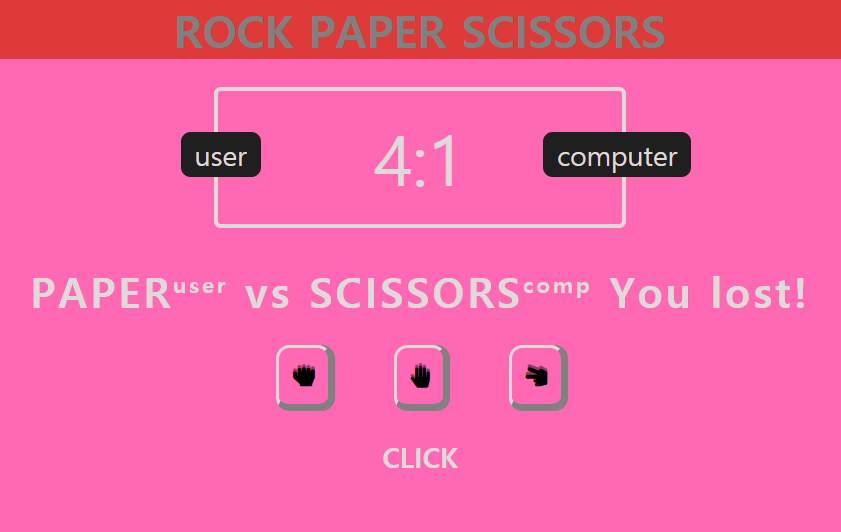 ROCK PAPER SCISSORS
user 4:1 computer
PAPERuser vs SCISSORScomp You lost!
CLICK